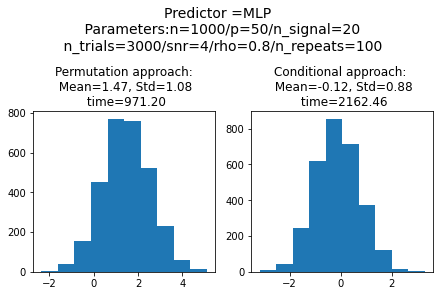 Predictor =MLP
Parameters:n=1000/p=50/n_signal=20
n_trials=3000/snr=4/rho=0.8/n_repeats=100
Permutation approach:
Mean=1.47, Std=1.08
time=971.20
800
600
400
200
0
−2
0
2
4
Conditional approach:
Mean=-0.12, Std=0.88
time=2162.46
800
600
400
200
0
−2
0
2